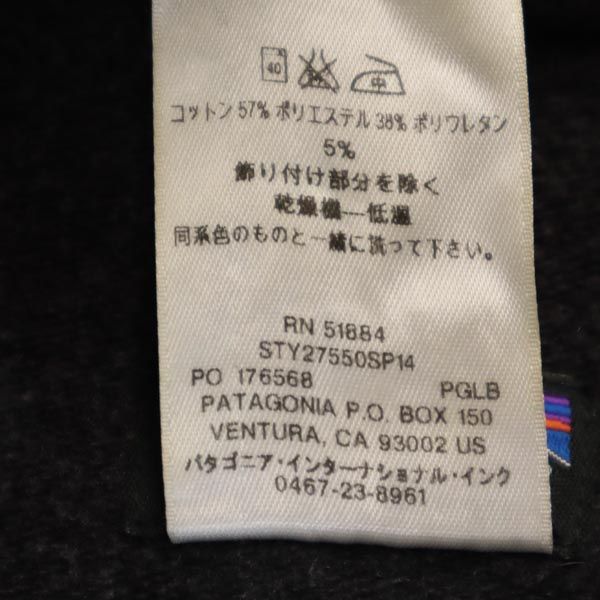 40
中
コットン 57% ポリエステル 38% ポリウレタン
5%
飾り付け部分を除く
乾燥機—低温
同系色のものと一緒に洗って下さい。
RN 51884
STY27550SP14
PO 176568 PGLB
PATAGONIA P.O. BOX 150
VENTURA, CA 93002 US
パタゴニア・インターナショナル・インク
0467-23-8961